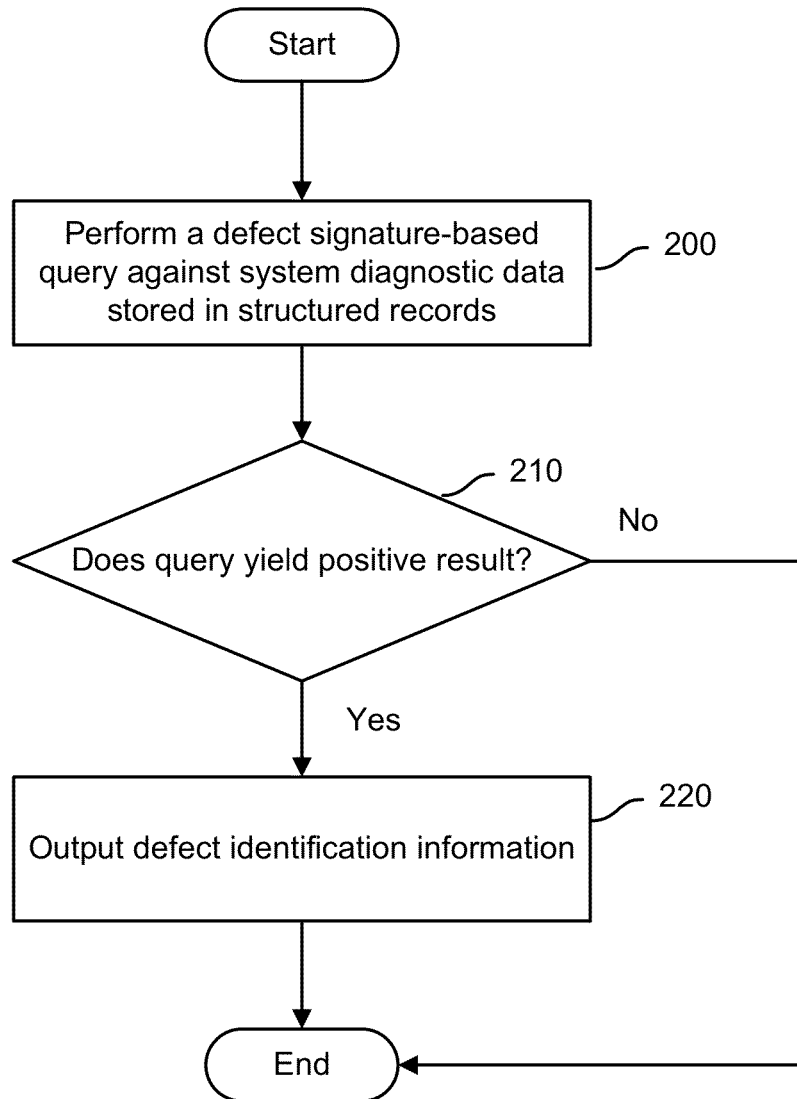 Start
Perform a defect signature-based
query against system diagnostic data
stored in structured records
200
210
Does query yield positive result?
No
Yes
Output defect identification information
220
End